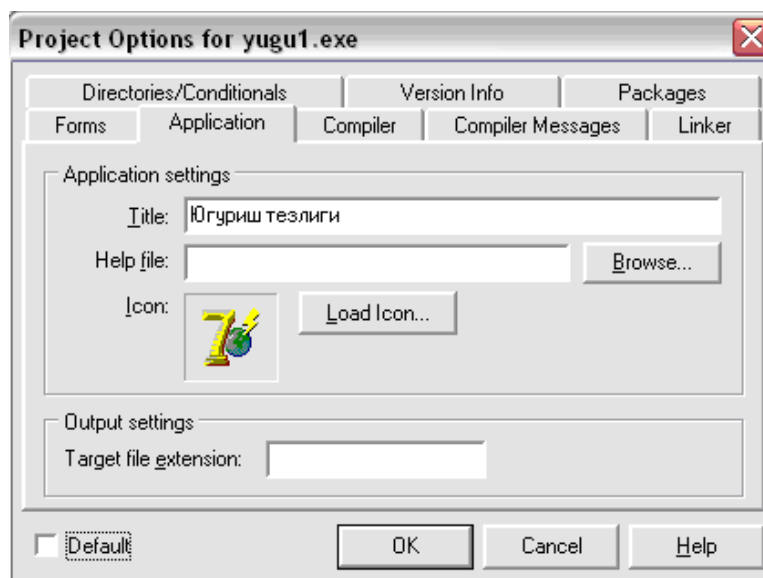 Project Options for yugu1.exe
Directories/Conditionals Version Info Packages
Forms Application Compiler Compiler Messages Linker
Application settings
Title: Югуриш тезлиги
Help file: Browse...
Icon: Load Icon...
Output settings
Target file extension:
Default OK Cancel Help